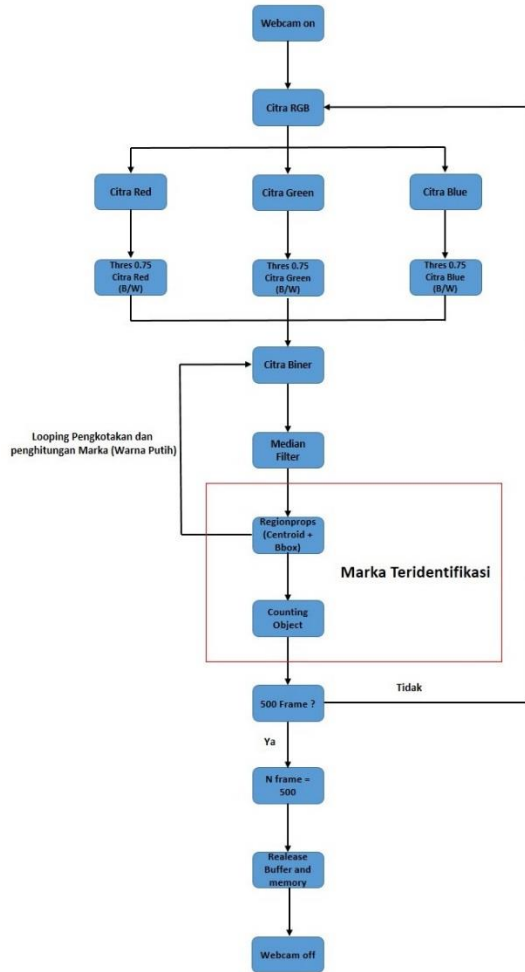 Webcam on
Citra RGB
Citra Red
Citra Green
Citra Blue
Thres 0.75
Citra Red
(B/W)
Thres 0.75
Citra Green
(B/W)
Thres 0.75
Citra Blue
(B/W)
Citra Biner
Looping Pengkotakan dan
penghitungan Marka (Warna Putih)
Median
Filter
Regionprops
(Centroid +
Bbox)
Marka Teridentifikasi
Counting
Object
500 Frame ?
Tidak
Ya
N frame =
500
Realease
Buffer and
memory
Webcam off